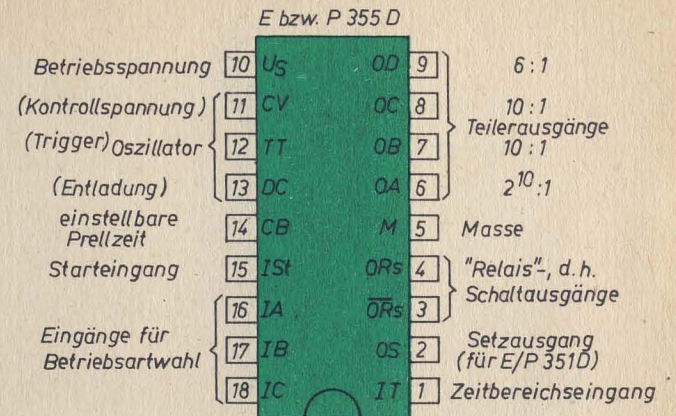 E bzw. P 355 D
Betriebsspannung 10 US OD 9 6:1
(Kontrollspannung) 11 CV OC 8 10:1
(Trigger) Oszillator 12 TT OB 7 10:1
Teilerausgänge
(Entladung) 13 DC OA 6 2^10:1
einstellbare
Prellzeit 14 CB M 5 Masse
Starteingang 15 ISt ORs 4 "Relais"-, d.h.
Schaltausgänge
16 IA O̅R̅s 3
Eingänge für
Betriebsartwahl
17 IB OS 2 Setzausgang
(für E/P 351D)
18 IC IT 1 Zeitbereichseingang